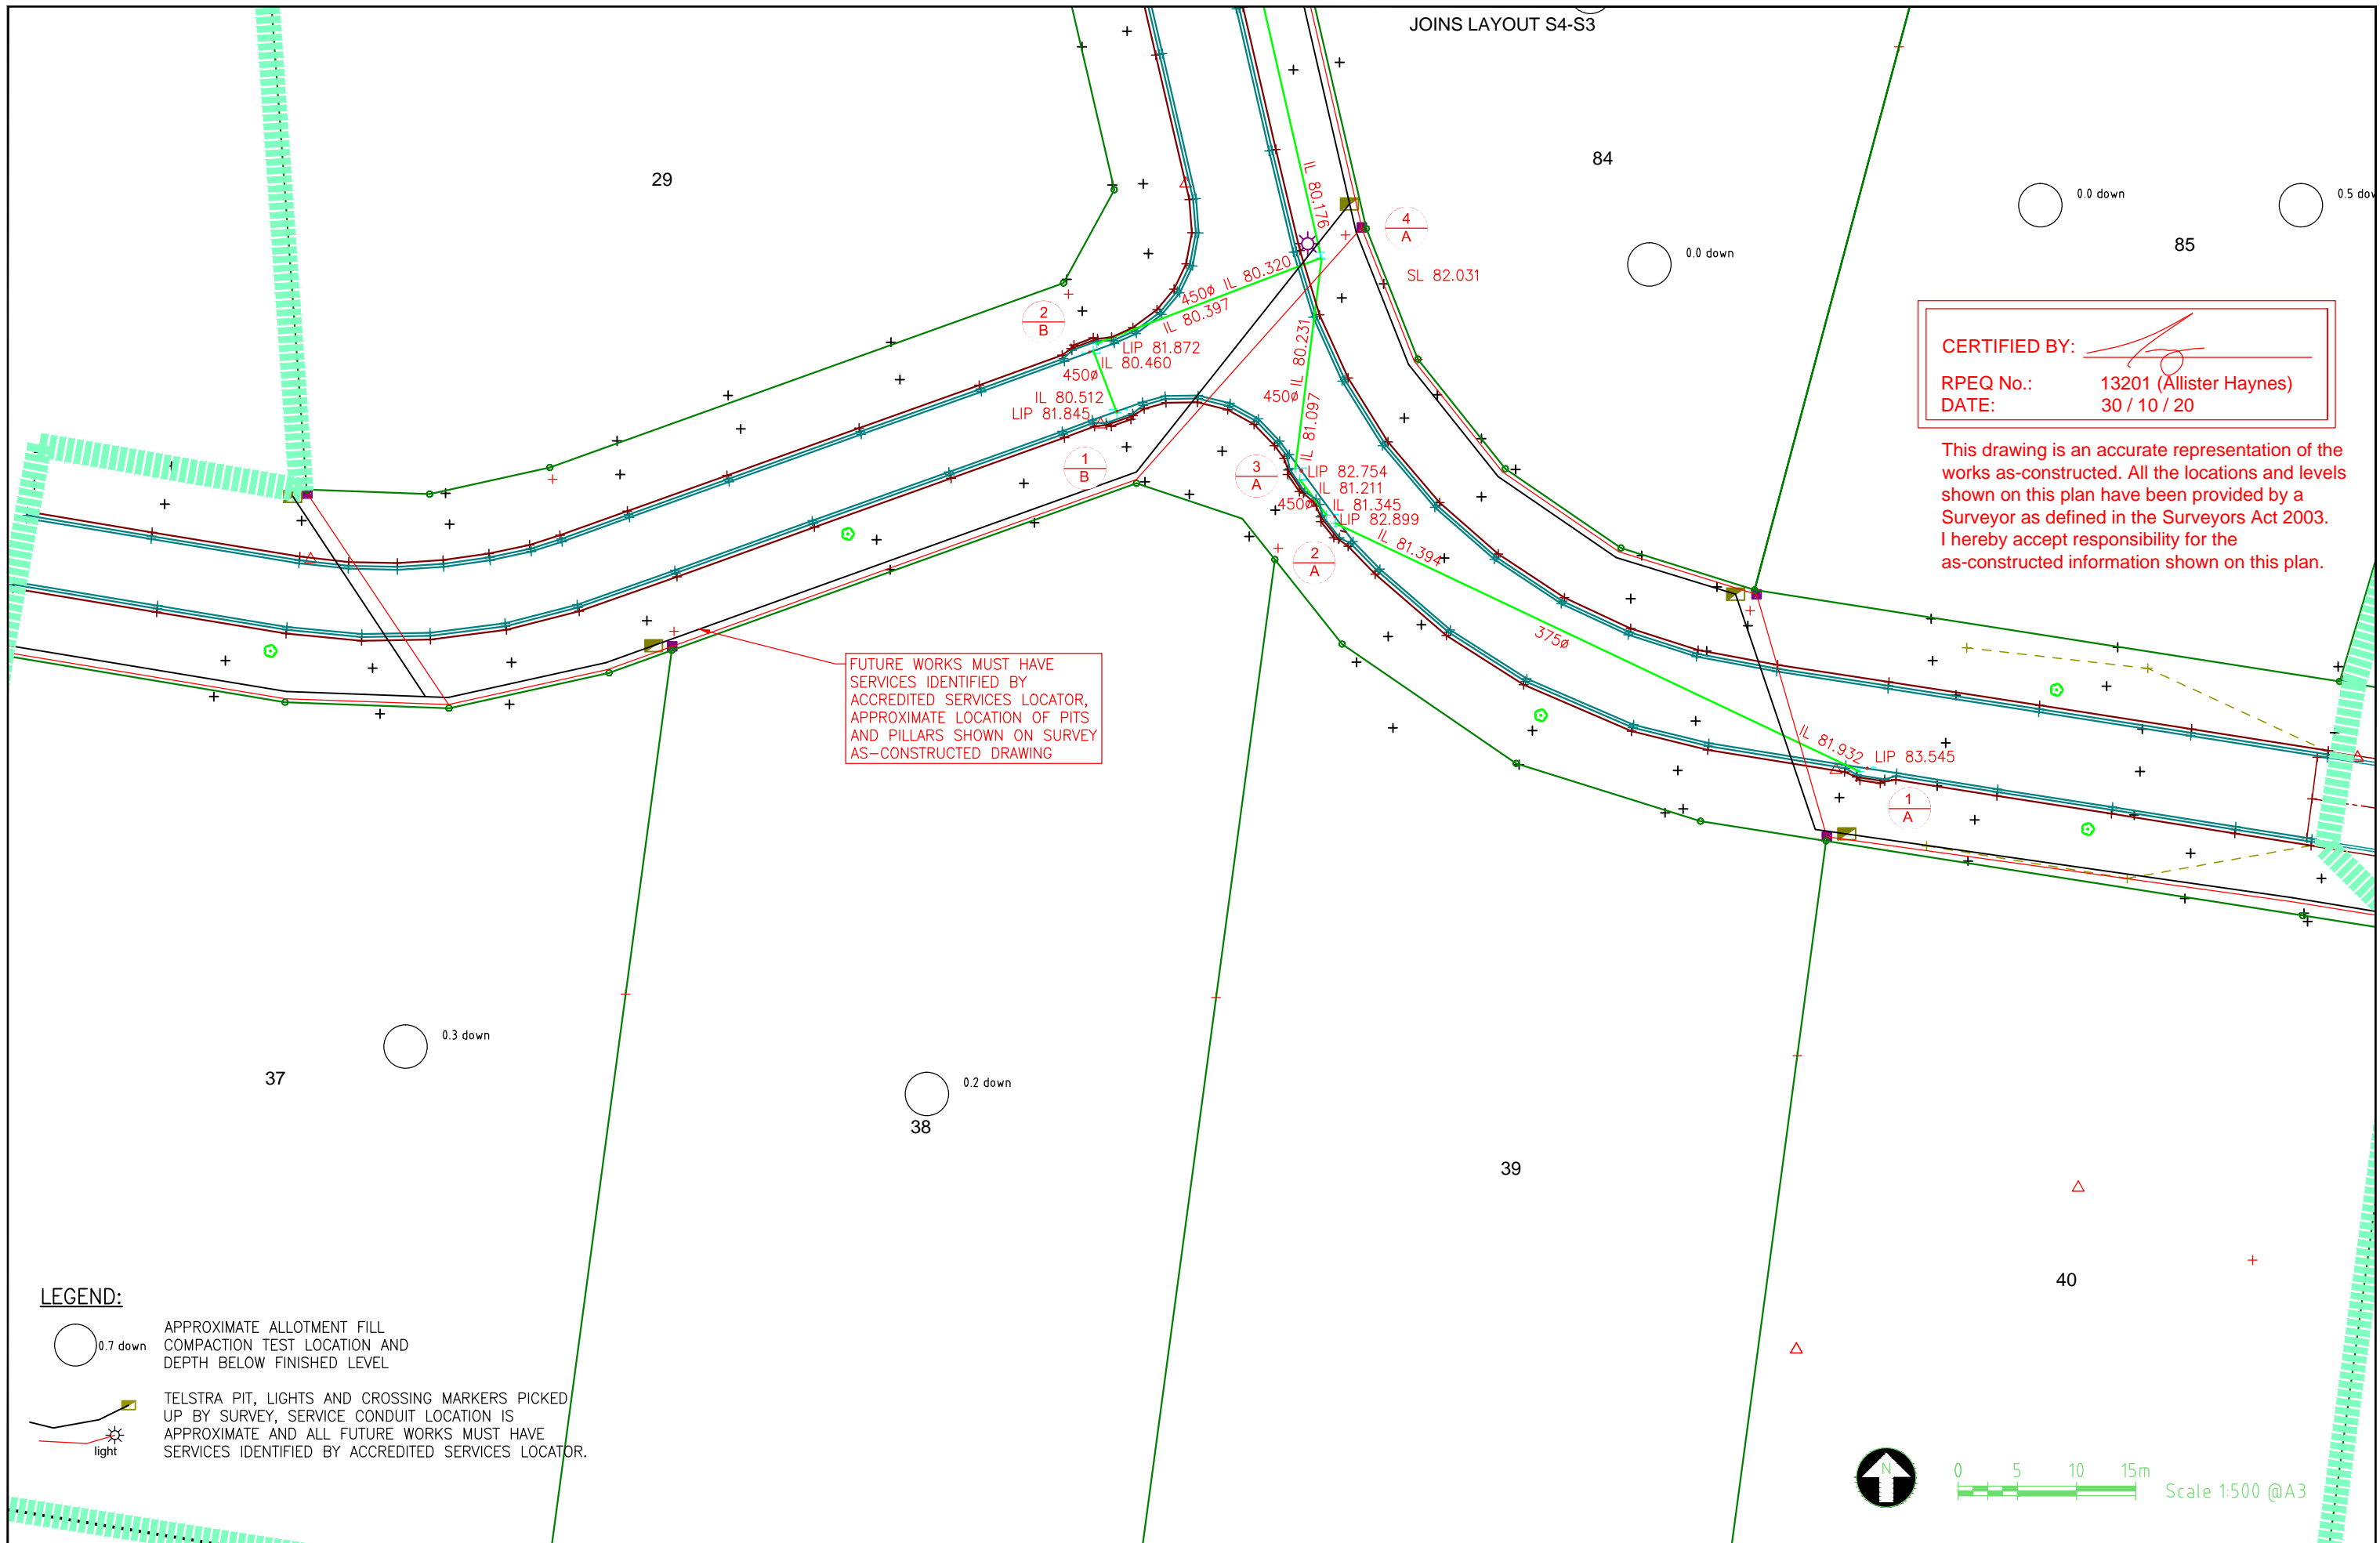 JOINS LAYOUT S4-S3
29
84
85
0.0 down
0.5
0.0 down
IL 80.176
4
A
SL 82.031
450ø IL 80.320
IL 80.397
2
B
LIP 81.872
IL 80.460
450ø
IL 80.512
LIP 81.845
1
B
IL 80.231
450ø
IL 81.097
3
A
LIP 82.754
IL 81.211
IL 81.345
450ø
LIP 82.899
IL 81.394
2
A
375ø
IL 81.932
LIP 83.545
1
A
CERTIFIED BY:
RPEQ No.: 13201 (Allister Haynes)
DATE: 30 / 10 / 20
This drawing is an accurate representation of the
works as-constructed. All the locations and levels
shown on this plan have been provided by a
Surveyor as defined in the Surveyors Act 2003.
I hereby accept responsibility for the
as-constructed information shown on this plan.
FUTURE WORKS MUST HAVE
SERVICES IDENTIFIED BY
ACCREDITED SERVICES LOCATOR,
APPROXIMATE LOCATION OF PITS
AND PILLARS SHOWN ON SURVEY
AS-CONSTRUCTED DRAWING
0.3 down
37
0.2 down
38
39
40
LEGEND:
0.7 down
APPROXIMATE ALLOTMENT FILL
COMPACTION TEST LOCATION AND
DEPTH BELOW FINISHED LEVEL
light
TELSTRA PIT, LIGHTS AND CROSSING MARKERS PICKED
UP BY SURVEY, SERVICE CONDUIT LOCATION IS
APPROXIMATE AND ALL FUTURE WORKS MUST HAVE
SERVICES IDENTIFIED BY ACCREDITED SERVICES LOCATOR.
N
0 5 10 15m
Scale 1:500 @A3